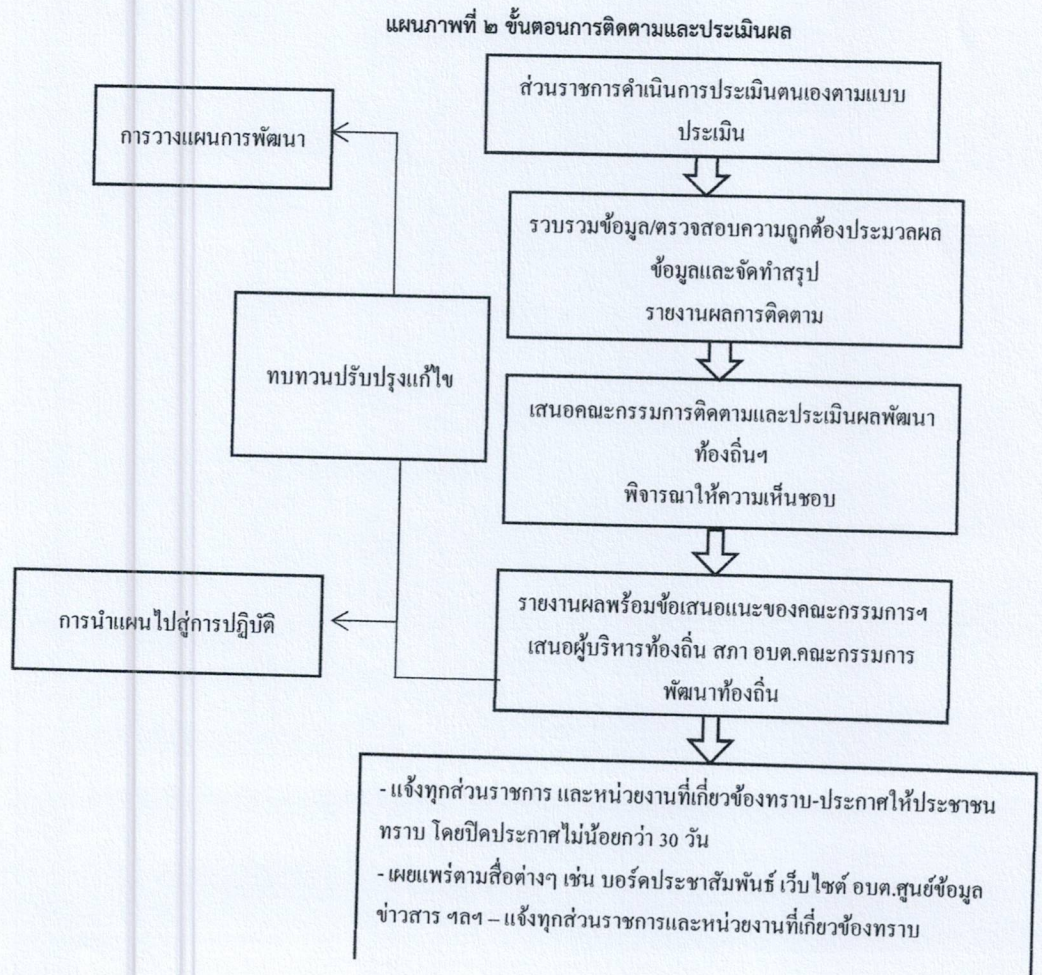 แผนภาพที่ ๒ ขั้นตอนการติดตามและประเมินผล
ส่วนราชการดำเนินการประเมินตนเองตามแบบ
ประเมิน
การวางแผนการพัฒนา
รวบรวมข้อมูล/ตรวจสอบความถูกต้องประมวลผล
ข้อมูลและจัดทำสรุป
รายงานผลการติดตาม
ทบทวนปรับปรุงแก้ไข
เสนอคณะกรรมการติดตามและประเมินผลพัฒนา
ท้องถิ่นฯ
พิจารณาให้ความเห็นชอบ
การนำแผนไปสู่การปฏิบัติ
รายงานผลพร้อมข้อเสนอแนะของคณะกรรมการฯ
เสนอผู้บริหารท้องถิ่น สภา อบต.คณะกรรมการ
พัฒนาท้องถิ่น
- แจ้งทุกส่วนราชการ และหน่วยงานที่เกี่ยวข้องทราบ-ประกาศให้ประชาชน
ทราบ โดยปิดประกาศไม่น้อยกว่า 30 วัน
- เผยแพร่ตามสื่อต่างๆ เช่น บอร์ดประชาสัมพันธ์ เว็บไซต์ อบต.ศูนย์ข้อมูล
ข่าวสาร ฯลฯ – แจ้งทุกส่วนราชการและหน่วยงานที่เกี่ยวข้องทราบ